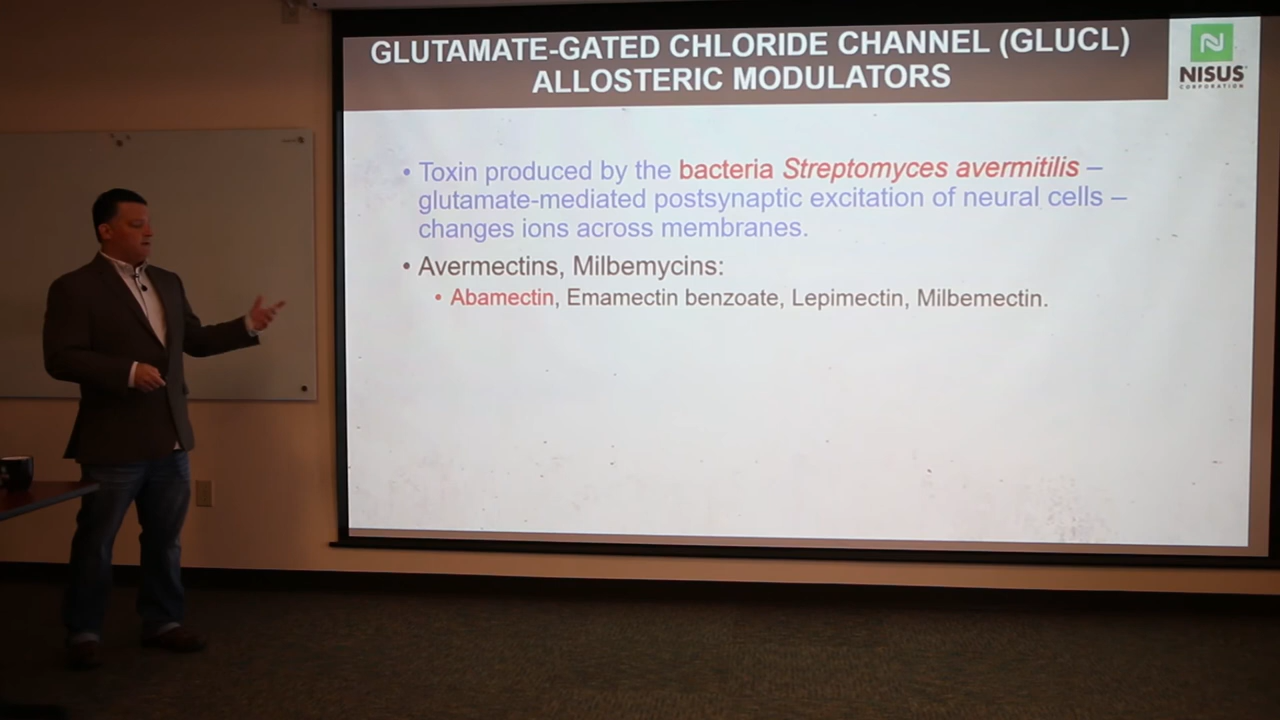 GLUTAMATE-GATED CHLORIDE CHANNEL (GLUCL)
ALLOSTERIC MODULATORS
NISUS
CORPORATION
• Toxin produced by the bacteria Streptomyces avermitilis –
glutamate-mediated postsynaptic excitation of neural cells –
changes ions across membranes.
• Avermectins, Milbemycins:
• Abamectin, Emamectin benzoate, Lepimectin, Milbemectin.